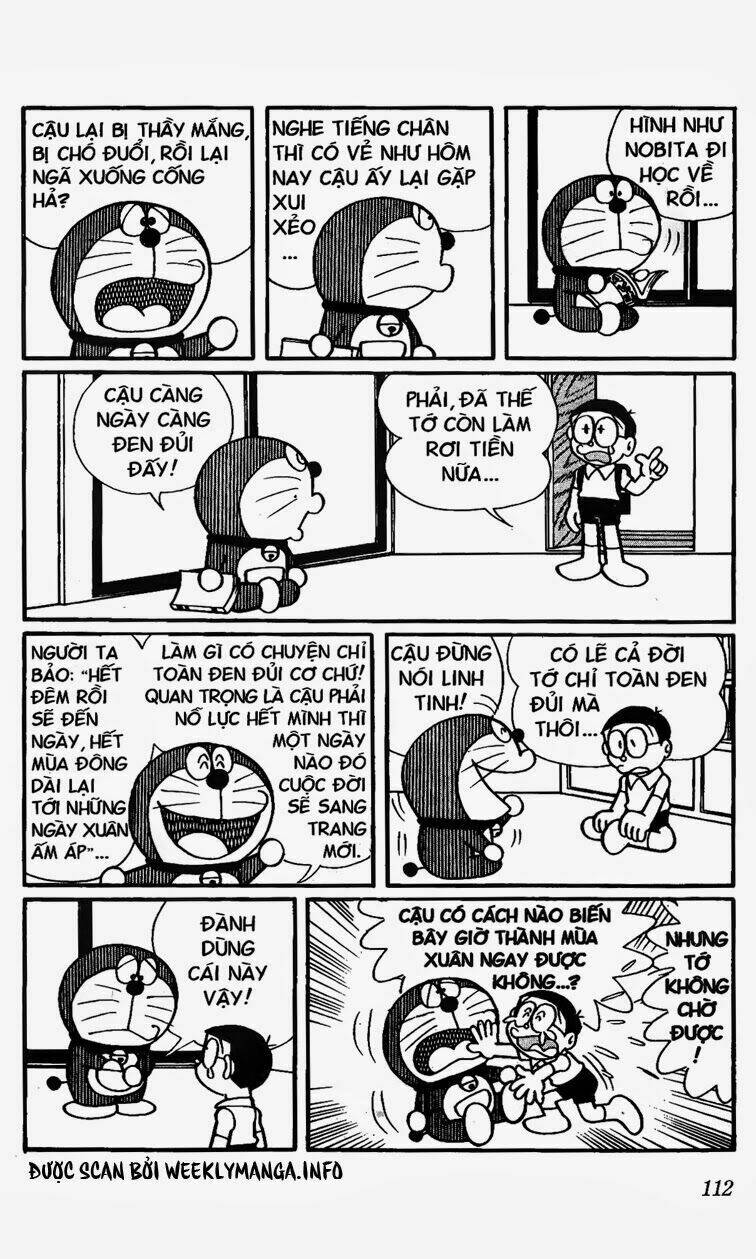 HÌNH NHƯ
NOBITA ĐI
HỌC VỀ
RỒI...
NGHE TIẾNG CHÂN
THÌ CÓ VẺ NHƯ HÔM
NAY CẬU ẤY LẠI GẶP
XUI
XẺO
...
CẬU LẠI BỊ THẦY MẮNG,
BỊ CHÓ ĐUỔI, RỒI LẠI
NGÃ XUỐNG CỐNG
HẢ?
PHẢI, ĐÃ THẾ
TỚ CÒN LÀM
RƠI TIỀN
NỮA...
CẬU CÀNG
NGÀY CÀNG
ĐEN ĐỦI
ĐẤY!
CÓ LẼ CẢ ĐỜI
TỚ CHỈ TOÀN ĐEN
ĐỦI MÀ
THÔI...
CẬU ĐỪNG
NÓI LINH
TINH!
LÀM GÌ CÓ CHUYỆN CHỈ
TOÀN ĐEN ĐỦI CƠ CHỨ!
QUAN TRỌNG LÀ CẬU PHẢI
NỖ LỰC HẾT MÌNH THÌ
MỘT NGÀY
NÀO ĐÓ
CUỘC ĐỜI
SẼ SANG
TRANG
MỚI.
NGƯỜI TA
BẢO: "HẾT
ĐÊM RỒI
SẼ ĐẾN
NGÀY, HẾT
MÙA ĐÔNG
DÀI LẠI
TỚI NHỮNG
NGÀY XUÂN
ẤM ÁP"...
NHƯNG
TỚ
KHÔNG
CHỜ
ĐƯỢC
!
CẬU CÓ CÁCH NÀO BIẾN
BÂY GIỜ THÀNH MÙA
XUÂN NGAY ĐƯỢC
KHÔNG...?
ĐÀNH
DÙNG
CÁI NÀY
VẬY!
ĐƯỢC SCAN BỞI WEEKLYMANGA.INFO
112